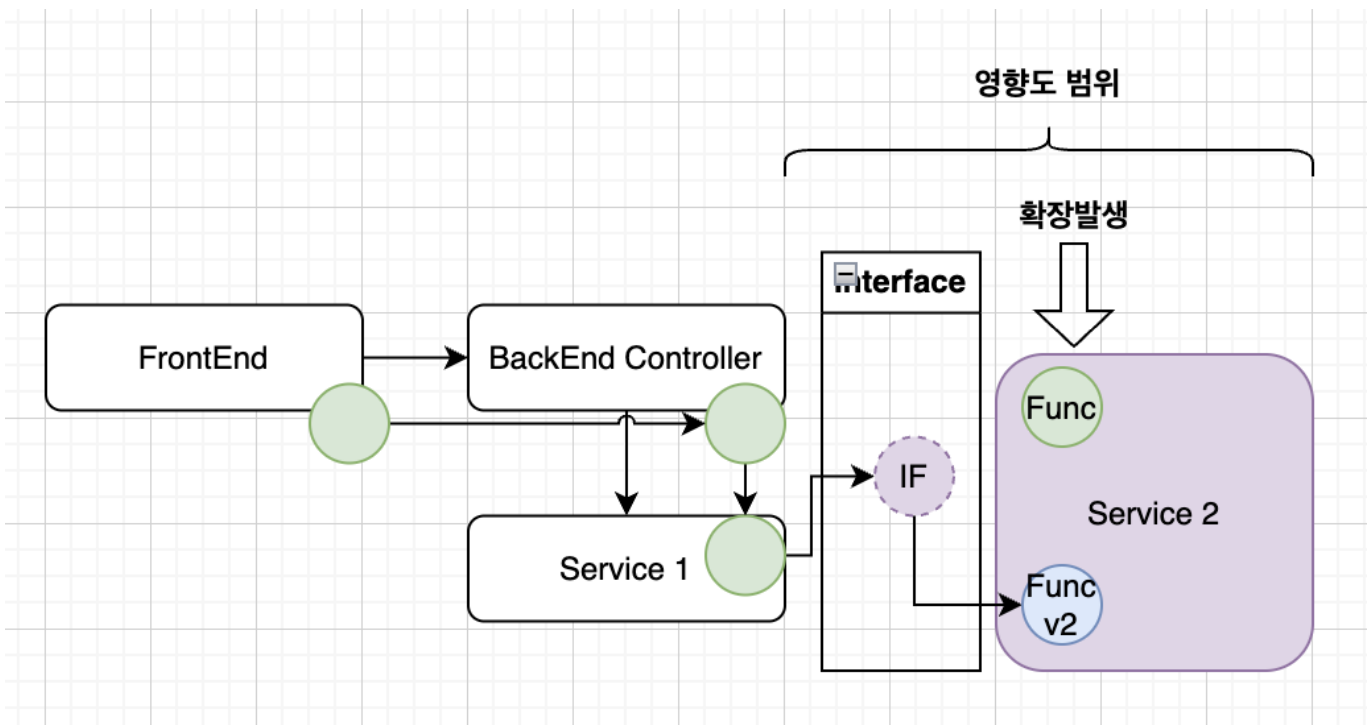 영향도 범위
확장발생
Interface
FrontEnd
BackEnd Controller
Func
IF
Service 2
Service 1
Func
v2